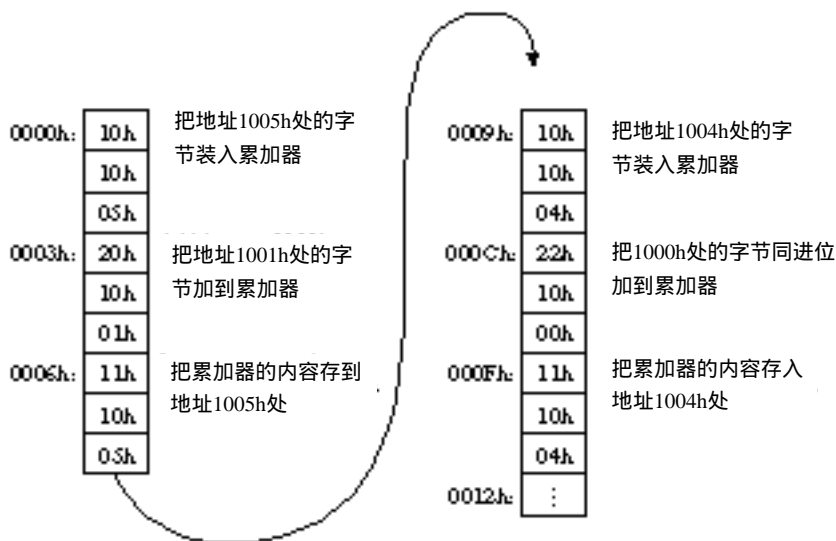 0000h: 10h 把地址1005h处的字
10h 节装入累加器
05h
0003h: 20h 把地址1001h处的字
10h 节加到累加器
01h
0006h: 11h 把累加器的内容存到
10h 地址1005h处
05h
0009h: 10h 把地址1004h处的字
10h 节装入累加器
04h
000Ch: 22h 把1000h处的字节同进位
10h 加到累加器
00h
000Fh: 11h 把累加器的内容存入
10h 地址1004h处
04h
0012h: ⋮